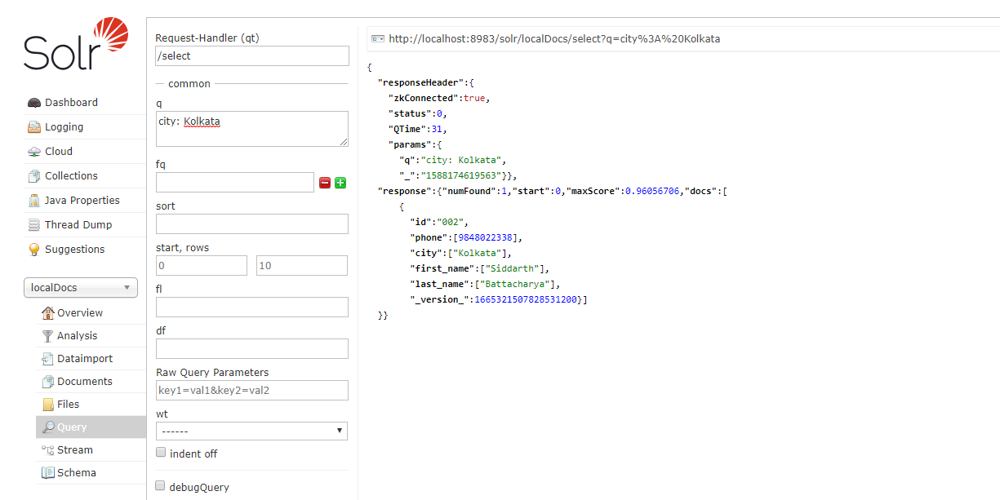 Solr
Dashboard
Logging
Cloud
Collections
Java Properties
Thread Dump
Suggestions
localDocs
Overview
Analysis
Dataimport
Documents
Files
Query
Stream
Schema
Request-Handler (qt)
/select
common
q
city: Kolkata
fq
sort
start, rows
0 10
fl
df
Raw Query Parameters
key1=val1&key2=val2
wt
------
indent off
debugQuery
http://localhost:8983/solr/localDocs/select?q=city%3A%20Kolkata
{
"responseHeader":{
"zkConnected":true,
"status":0,
"QTime":31,
"params":{
"q":"city: Kolkata",
"_":"1588174619563"}},
"response":{"numFound":1,"start":0,"maxScore":0.96056706,"docs":[
{
"id":"002",
"phone":[9848022338],
"city":["Kolkata"],
"first_name":["Siddarth"],
"last_name":["Battacharya"],
"_version_":1665321507828531200}]
}}